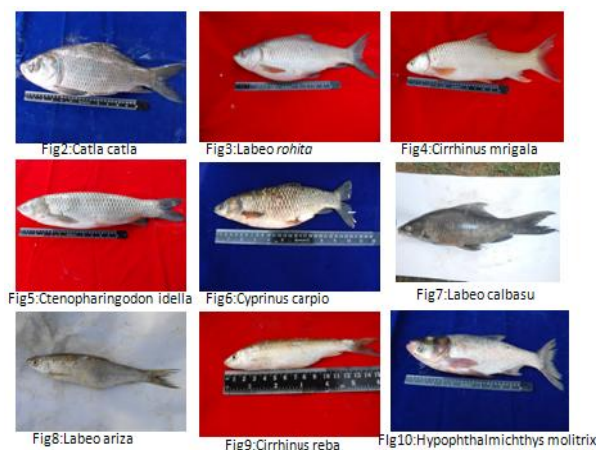 Fig2:Catla catla
Fig3:Labeo rohita
Fig4:Cirrhinus mrigala
Fig5:Ctenopharingodon idella
Fig6:Cyprinus carpio
Fig7:Labeo calbasu
Fig8:Labeo ariza
Fig9:Cirrhinus reba
FIg10:Hypophthalmichthys molitrix